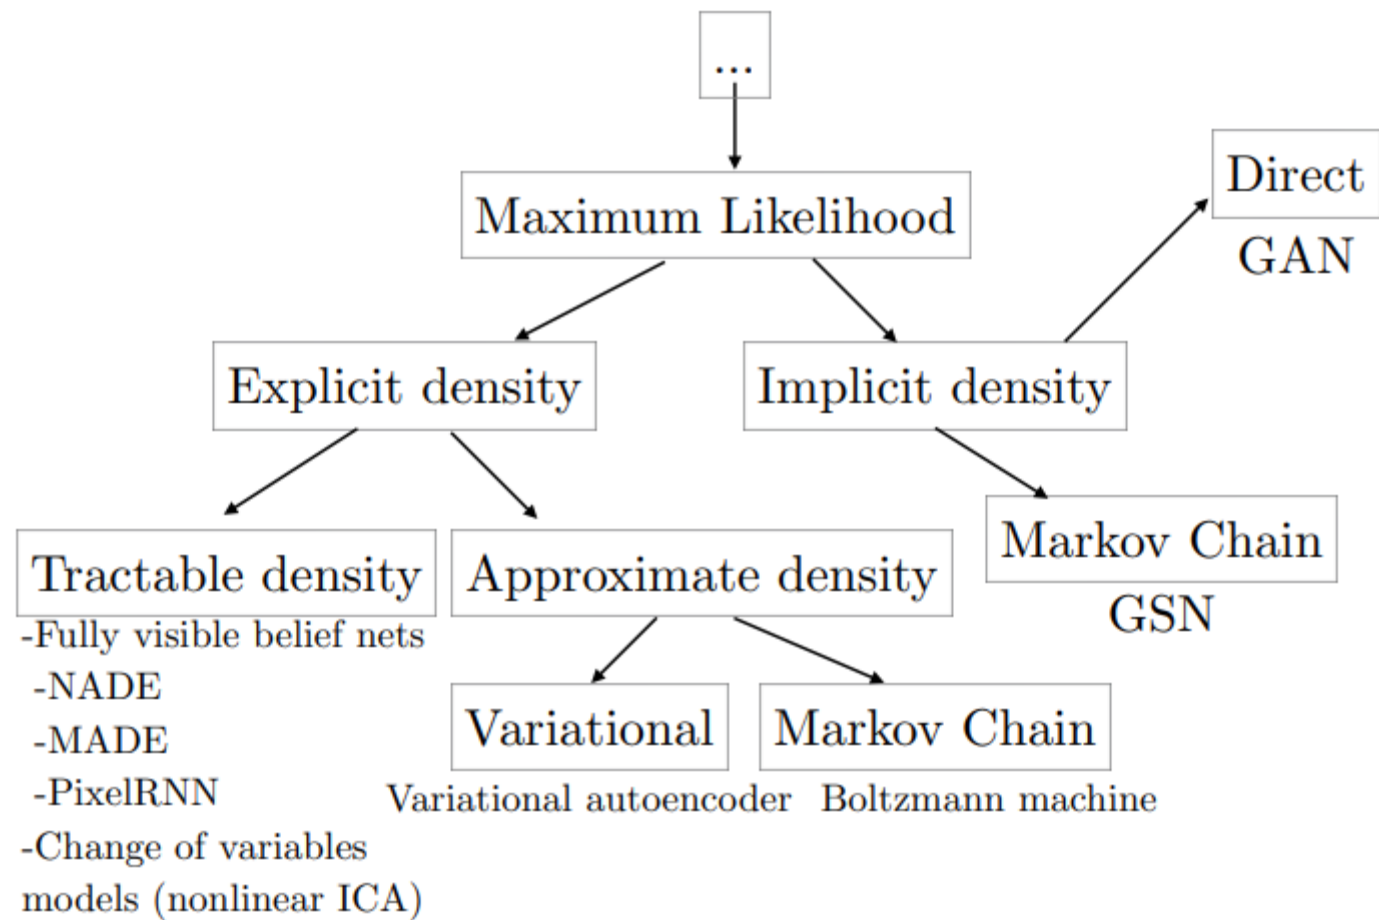 ...
Maximum Likelihood
Direct
GAN
Explicit density
Implicit density
Tractable density
-Fully visible belief nets
-NADE
-MADE
-PixelRNN
-Change of variables
models (nonlinear ICA)
Approximate density
Variational
Variational autoencoder
Markov Chain
Boltzmann machine
Markov Chain
GSN